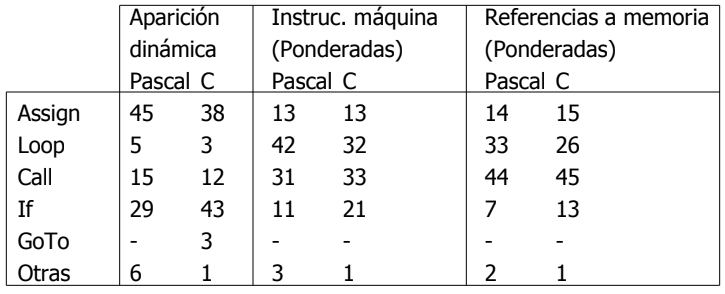 Aparición Instruc. máquina Referencias a memoria
dinámica (Ponderadas) (Ponderadas)
Pascal C Pascal C Pascal C
Assign 45 38 13 13 14 15
Loop 5 3 42 32 33 26
Call 15 12 31 33 44 45
If 29 43 11 21 7 13
GoTo - 3 - - - -
Otras 6 1 3 1 2 1